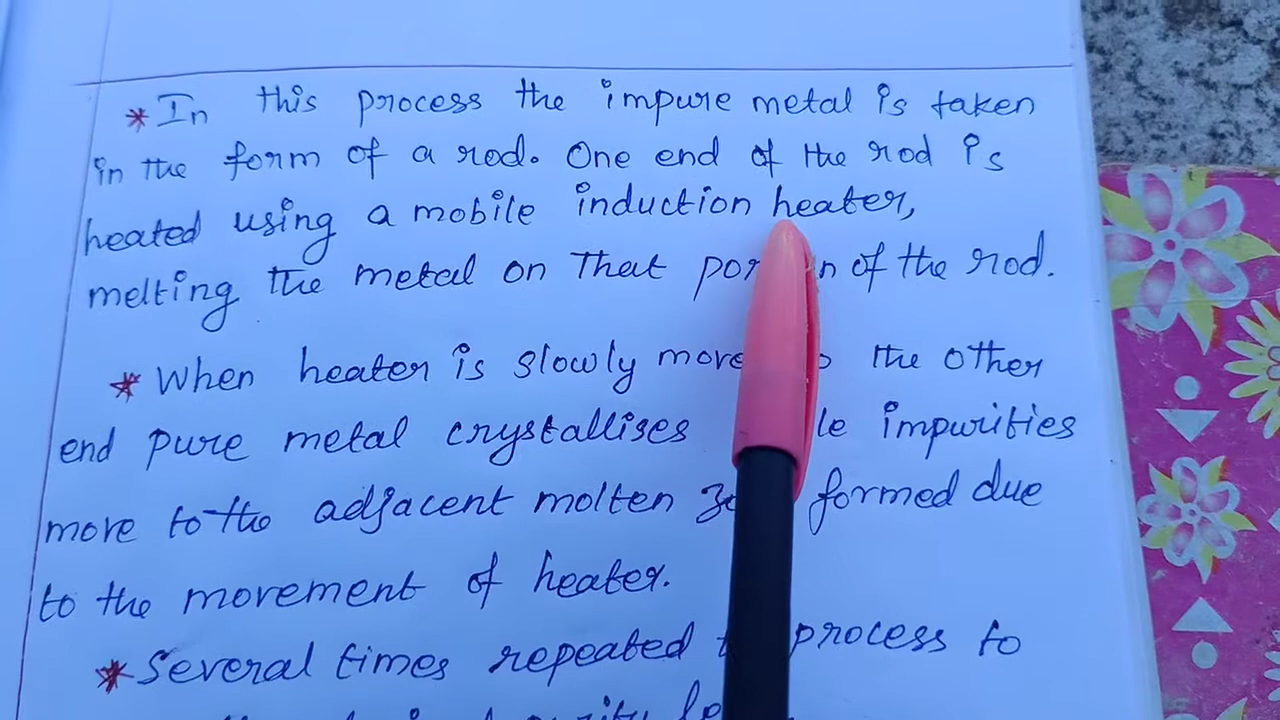 * In this process the impure metal is taken
in the form of a rod. One end of the rod is
heated using a mobile induction heater,
melting the metal on That of the rod.
* When heater is slowly move the other
end pure metal crystallises impurities
move to the adjacent molten formed due
to the movement of heater.
* Several times repeated process to